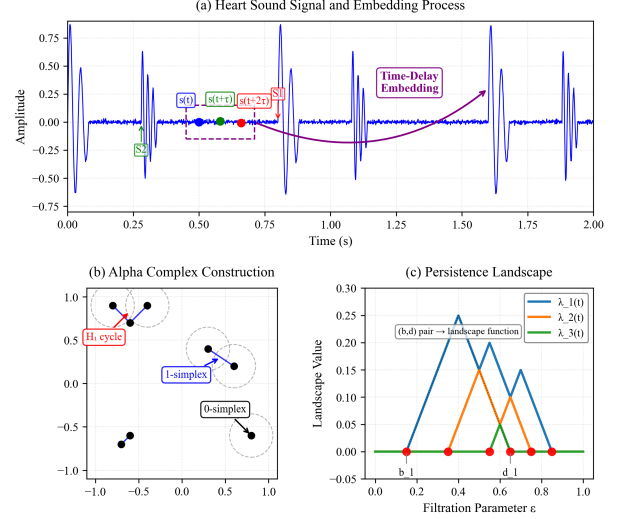 (a) Heart Sound Signal and Embedding Process
Amplitude
0.75
0.50
0.25
0.00
−0.25
−0.50
−0.75
s(t)
s(t+τ)
s(t+2τ)
S1
S2
Time-Delay
Embedding
0.00
0.25
0.50
0.75
1.00
1.25
1.50
1.75
2.00
Time (s)
(b) Alpha Complex Construction
1.0
0.5
0.0
−0.5
−1.0
H₁ cycle
1-simplex
0-simplex
−1.0
−0.5
0.0
0.5
1.0
(c) Persistence Landscape
Landscape Value
0.30
0.25
0.20
0.15
0.10
0.05
0.00
−0.05
λ_1(t)
λ_2(t)
λ_3(t)
(b,d) pair → landscape function
b_1
d_1
0.0
0.2
0.4
0.6
0.8
1.0
Filtration Parameter ε